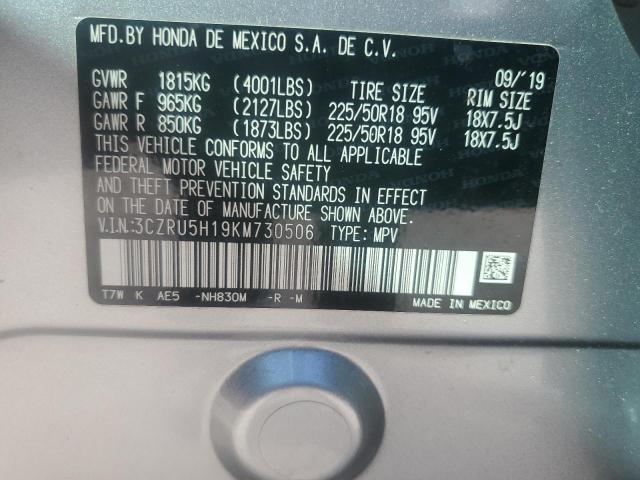 MFD.BY HONDA DE MEXICO S.A. DE C.V.
09/'19
GVWR 1815KG (4001LBS) TIRE SIZE RIM SIZE
GAWR F 965KG (2127LBS) 225/50R18 95V 18X7.5J
GAWR R 850KG (1873LBS) 225/50R18 95V 18X7.5J
THIS VEHICLE CONFORMS TO ALL APPLICABLE
FEDERAL MOTOR VEHICLE SAFETY
AND THEFT PREVENTION STANDARDS IN EFFECT
ON THE DATE OF MANUFACTURE SHOWN ABOVE.
V.I.N:3CZRU5H19KM730506 TYPE: MPV
T7W K AE5 -NH830M -R -M
MADE IN MEXICO